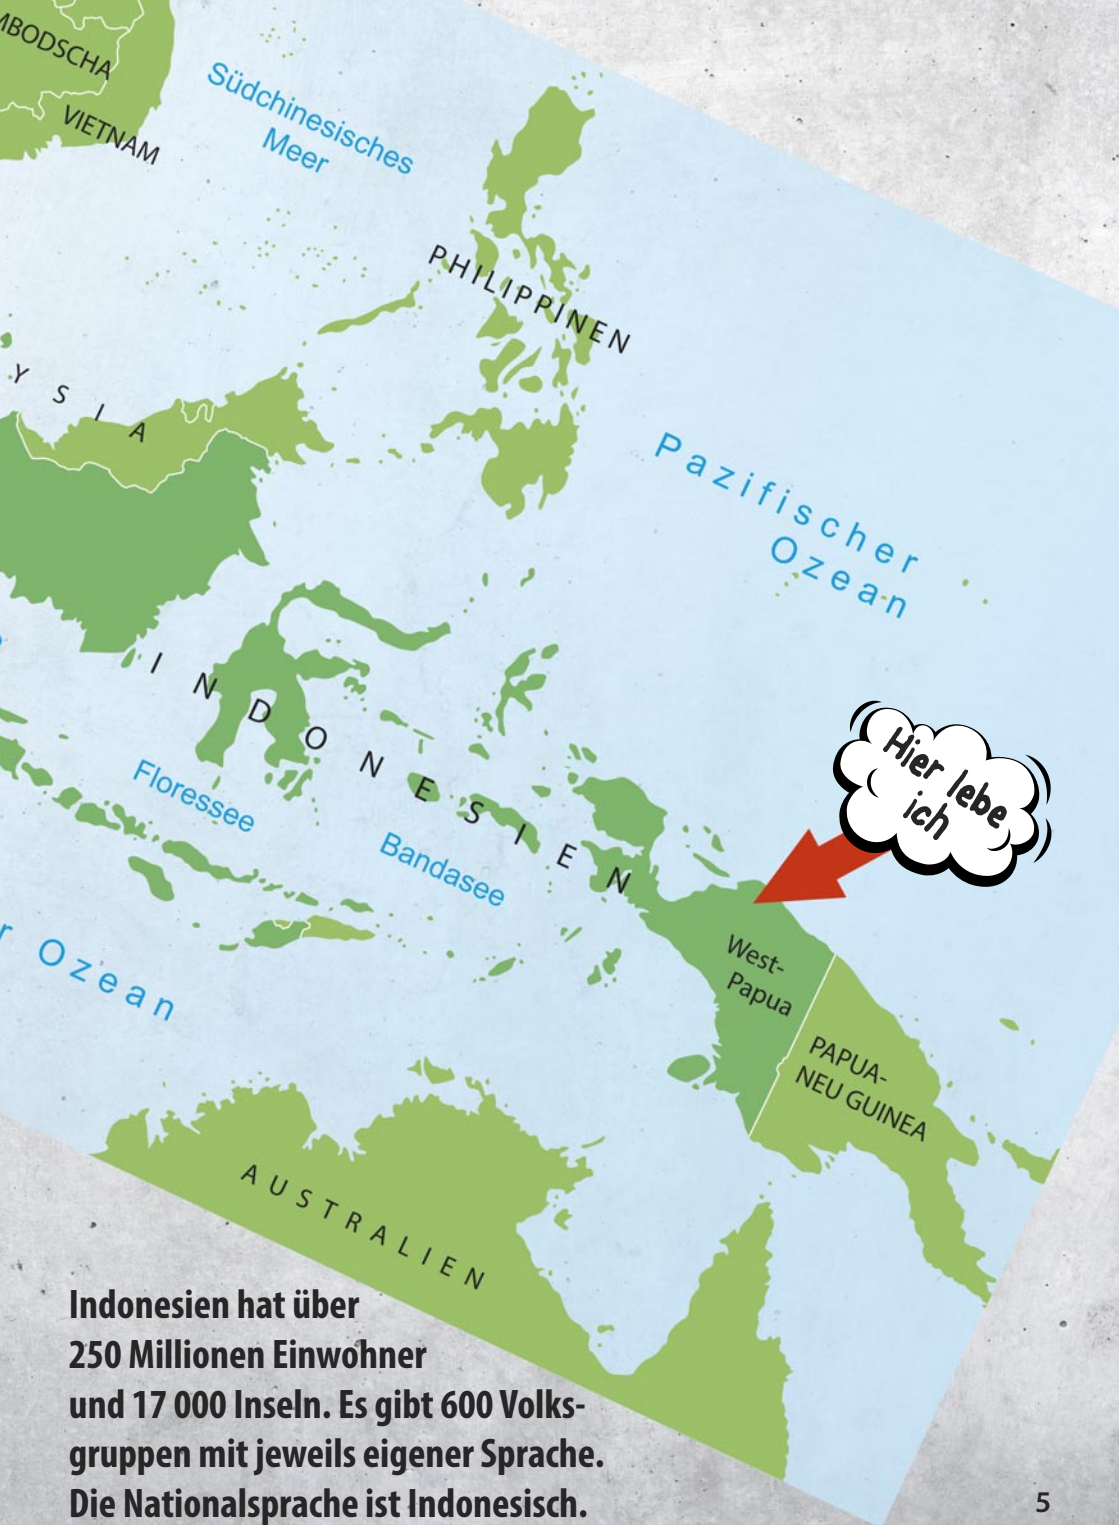 MBODSCHA
VIETNAM
Südchinesisches
Meer
PHILIPPINEN
YSIA
Pazifischer
Ozean
INDONESIEN
Floressee
Bandasee
Hier lebe
ich
West-
Papua
r Ozean
PAPUA-
NEU GUINEA
AUSTRALIEN
Indonesien hat über
250 Millionen Einwohner
und 17 000 Inseln. Es gibt 600 Volks-
gruppen mit jeweils eigener Sprache.
Die Nationalsprache ist Indonesisch.
5